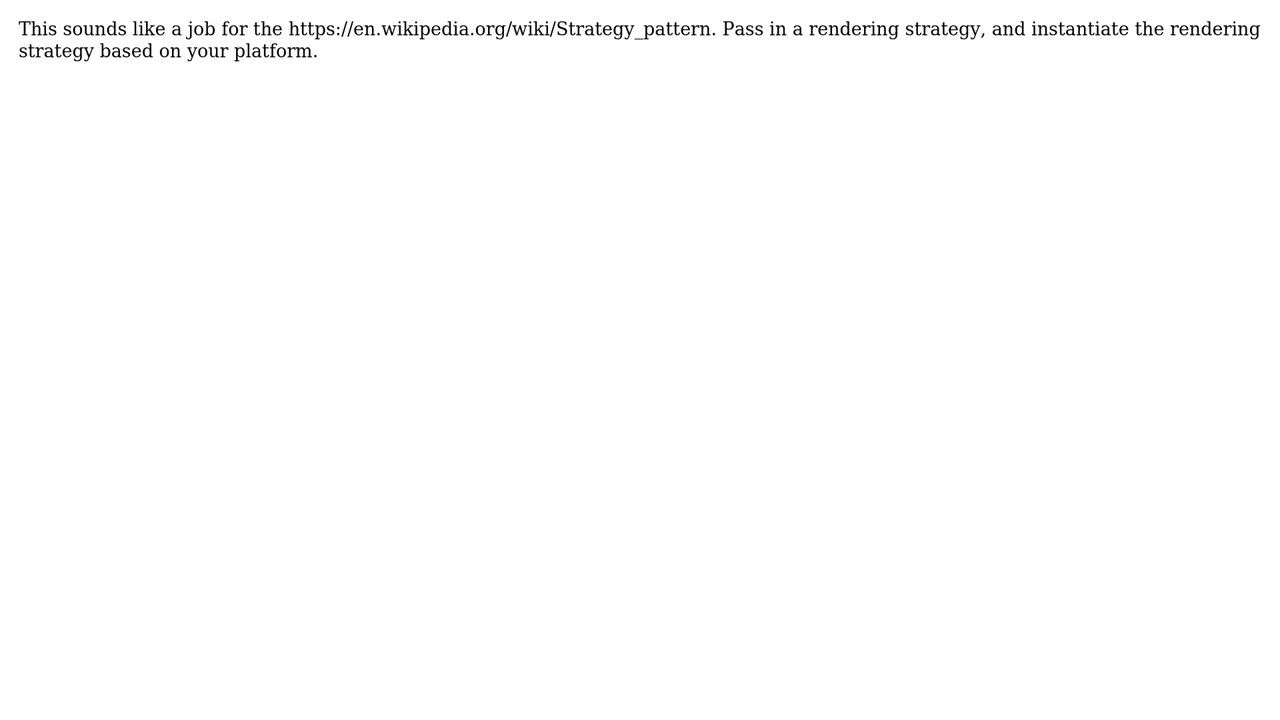 This sounds like a job for the https://en.wikipedia.org/wiki/Strategy_pattern. Pass in a rendering strategy, and instantiate the rendering
strategy based on your platform.